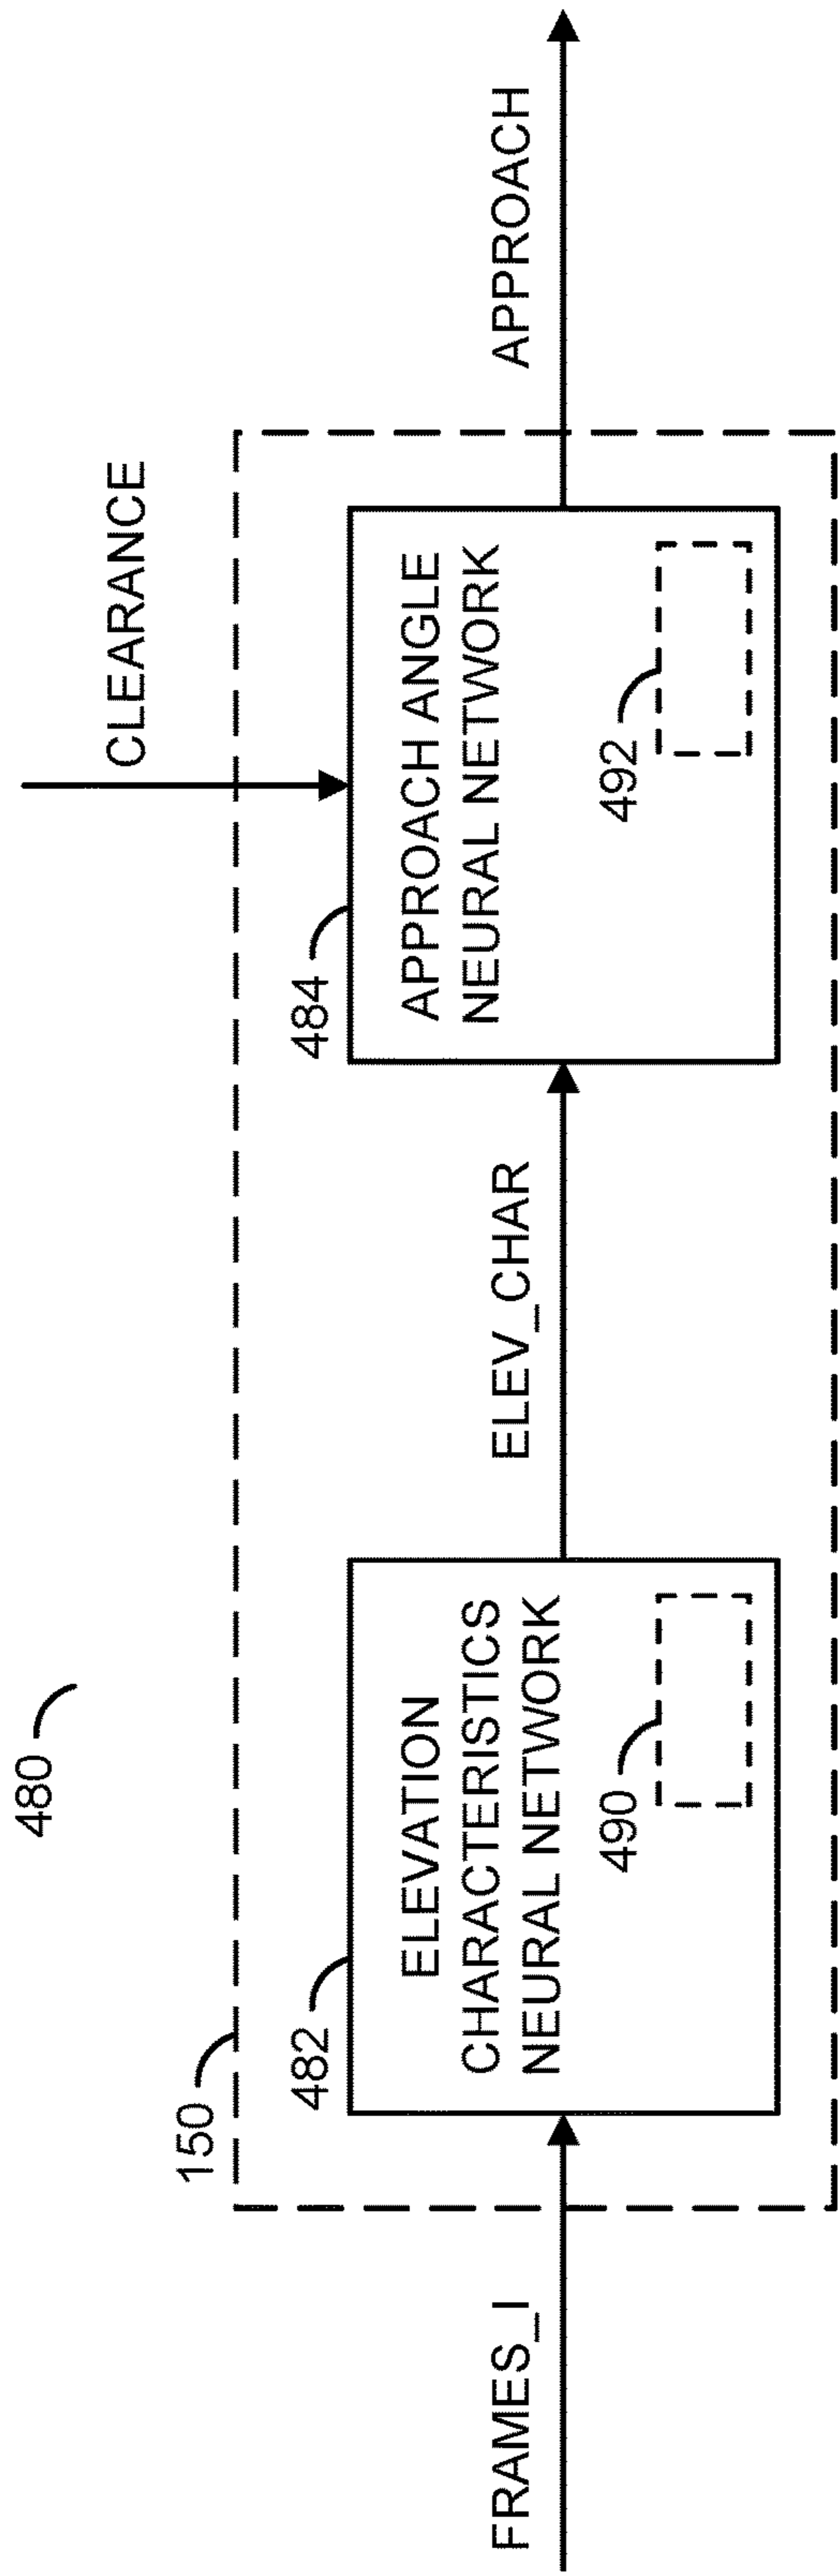 480
150
CLEARANCE
482
484
ELEVATION
CHARACTERISTICS
NEURAL NETWORK
APPROACH ANGLE
NEURAL NETWORK
FRAMES_I
ELEV_CHAR
APPROACH
490
492